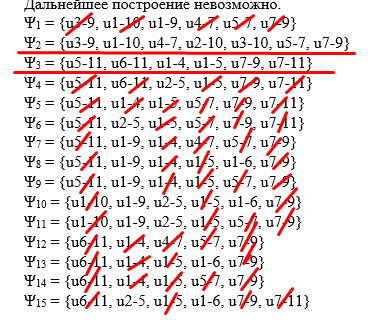 Дальнейшее построение невозможно.
Ψ1 = {u3-9, u1-10, u1-9, u4-7, u5-7, u7-9}
Ψ2 = {u3-9, u1-10, u4-7, u2-10, u3-10, u5-7, u7-9}
Ψ3 = {u5-11, u6-11, u1-4, u1-5, u7-9, u7-11}
Ψ4 = {u5-11, u6-11, u2-5, u1-5, u7-9, u7-11}
Ψ5 = {u5-11, u1-4, u1-5, u5-7, u7-9, u7-11}
Ψ6 = {u5-11, u2-5, u1-5, u5-7, u7-9, u7-11}
Ψ7 = {u5-11, u1-9, u1-4, u4-7, u5-7, u7-9}
Ψ8 = {u5-11, u1-9, u1-4, u1-5, u1-6, u7-9}
Ψ9 = {u5-11, u1-9, u1-4, u1-5, u5-7, u7-9}
Ψ10 = {u1-10, u1-9, u2-5, u1-5, u1-6, u7-9}
Ψ11 = {u1-10, u1-9, u2-5, u1-5, u5-7, u7-9}
Ψ12 = {u6-11, u1-4, u4-7, u5-7, u7-9}
Ψ13 = {u6-11, u1-4, u1-5, u1-6, u7-9}
Ψ14 = {u6-11, u1-4, u1-5, u5-7, u7-9}
Ψ15 = {u6-11, u2-5, u1-5, u1-6, u7-9, u7-11}